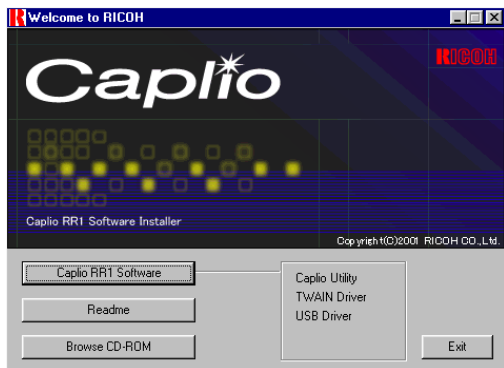 Welcome to RICOH
RICOH
Caplio
Caplio RR1 Software Installer
Copyright(C)2001 RICOH CO.,Ltd.
Caplio RR1 Software
Readme
Browse CD-ROM
Caplio Utility
TWAIN Driver
USB Driver
Exit